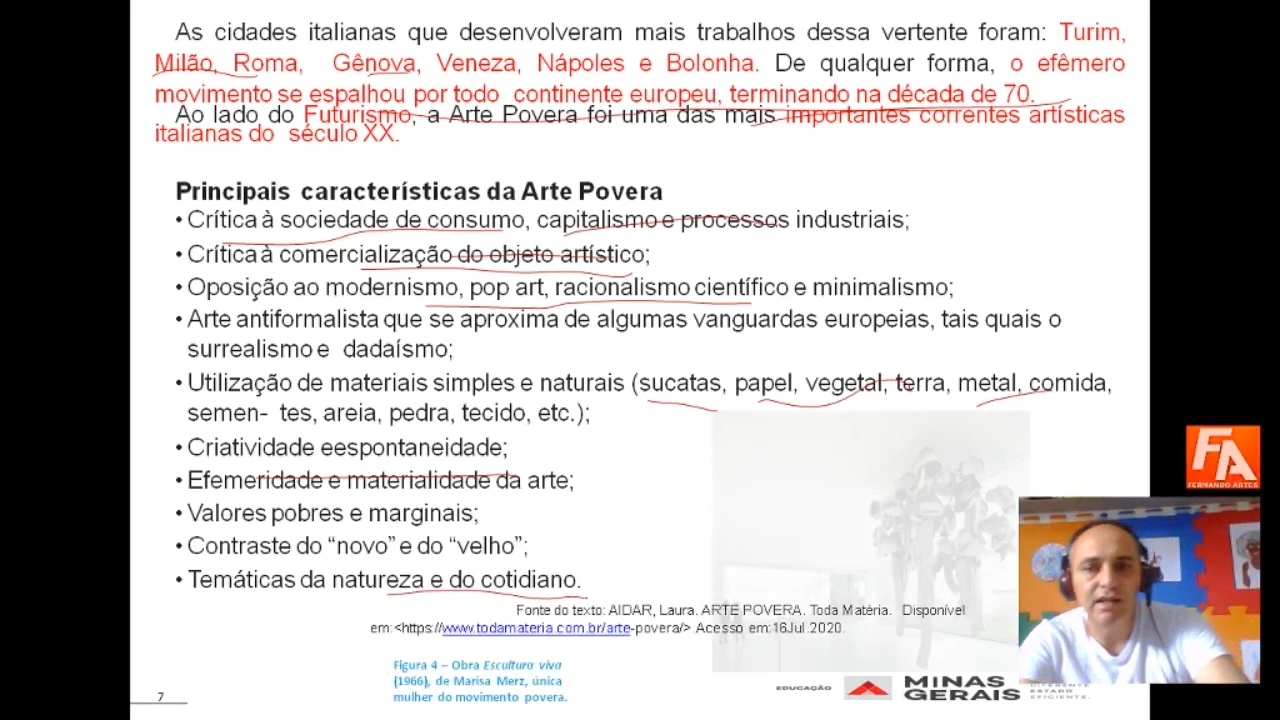 As cidades italianas que desenvolveram mais trabalhos dessa vertente foram: Turim,
Milão, Roma, Gênova, Veneza, Nápoles e Bolonha. De qualquer forma, o efêmero
movimento se espalhou por todo continente europeu, terminando na década de 70.
Ao lado do Futurismo, a Arte Povera foi uma das mais importantes correntes artísticas
italianas do século XX.
Principais características da Arte Povera
• Crítica à sociedade de consumo, capitalismo e processos industriais;
• Crítica à comercialização do objeto artístico;
• Oposição ao modernismo, pop art, racionalismo científico e minimalismo;
• Arte antiformalista que se aproxima de algumas vanguardas europeias, tais quais o
surrealismo e dadaísmo;
• Utilização de materiais simples e naturais (sucatas, papel, vegetal, terra, metal, comida,
semen- tes, areia, pedra, tecido, etc.);
• Criatividade eespontaneidade;
• Efemeridade e materialidade da arte;
• Valores pobres e marginais;
• Contraste do “novo” e do “velho”;
• Temáticas da natureza e do cotidiano.
Fonte do texto: AIDAR, Laura. ARTE POVERA. Toda Matéria. Disponível
em:<https://www.todamateria.com.br/arte-povera/>.Acesso em:16Jul.2020.
Figura 4 – Obra Escultura viva
(1966), de Marisa Merz, única
mulher do movimento povera.
7
EDUCAÇÃO
MINAS
GERAIS
DIFERENTE
ESTADO
EFICIENTE.
FA
FERNANDO ARTES